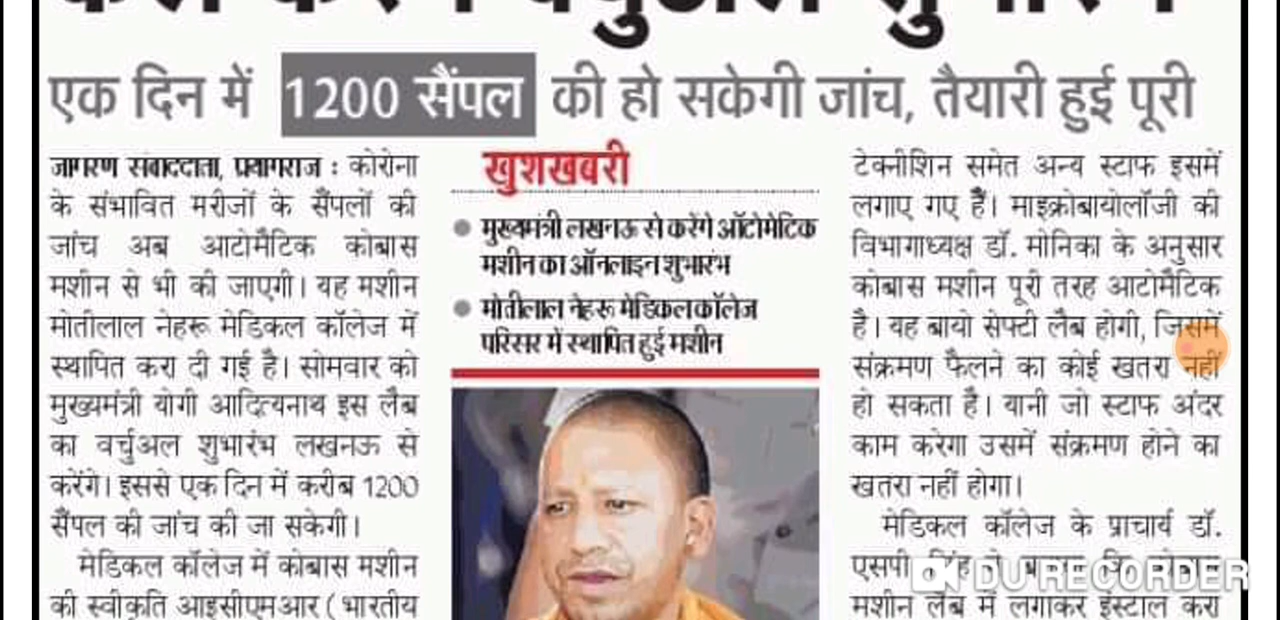 एक दिन में 1200 सैंपल की हो सकेगी जांच, तैयारी हुई पूरी
जागरण संवाददाता, प्रयागराज : कोरोना
के संभावित मरीजों के सैंपलों की
जांच अब आटोमैटिक कोबास
मशीन से भी की जाएगी। यह मशीन
मोतीलाल नेहरू मेडिकल कॉलेज में
स्थापित करा दी गई है। सोमवार को
मुख्यमंत्री योगी आदित्यनाथ इस लैब
का वर्चुअल शुभारंभ लखनऊ से
करेंगे। इससे एक दिन में करीब 1200
सैंपल की जांच की जा सकेगी।
मेडिकल कॉलेज में कोबास मशीन
की स्वीकृति आइसीएमआर (भारतीय
खुशखबरी
मुख्यमंत्री लखनऊ से करेंगे ऑटोमेटिक
मशीन का ऑनलाइन शुभारंभ
मोतीलाल नेहरू मेडिकल कॉलेज
परिसर में स्थापित हुई मशीन
टेक्नीशिन समेत अन्य स्टाफ इसमें
लगाए गए हैं। माइक्रोबायोलॉजी की
विभागाध्यक्ष डॉ. मोनिका के अनुसार
कोबास मशीन पूरी तरह आटोमैटिक
है। यह बायो सेफ्टी लैब होगी, जिसमें
संक्रमण फैलने का कोई खतरा नहीं
हो सकता है। यानी जो स्टाफ अंदर
काम करेगा उसमें संक्रमण होने का
खतरा नहीं होगा।
मेडिकल कॉलेज के प्राचार्य डॉ.
एसपी
मशीन लैब में लगाकर इंस्टाल करा
DU RECORDER